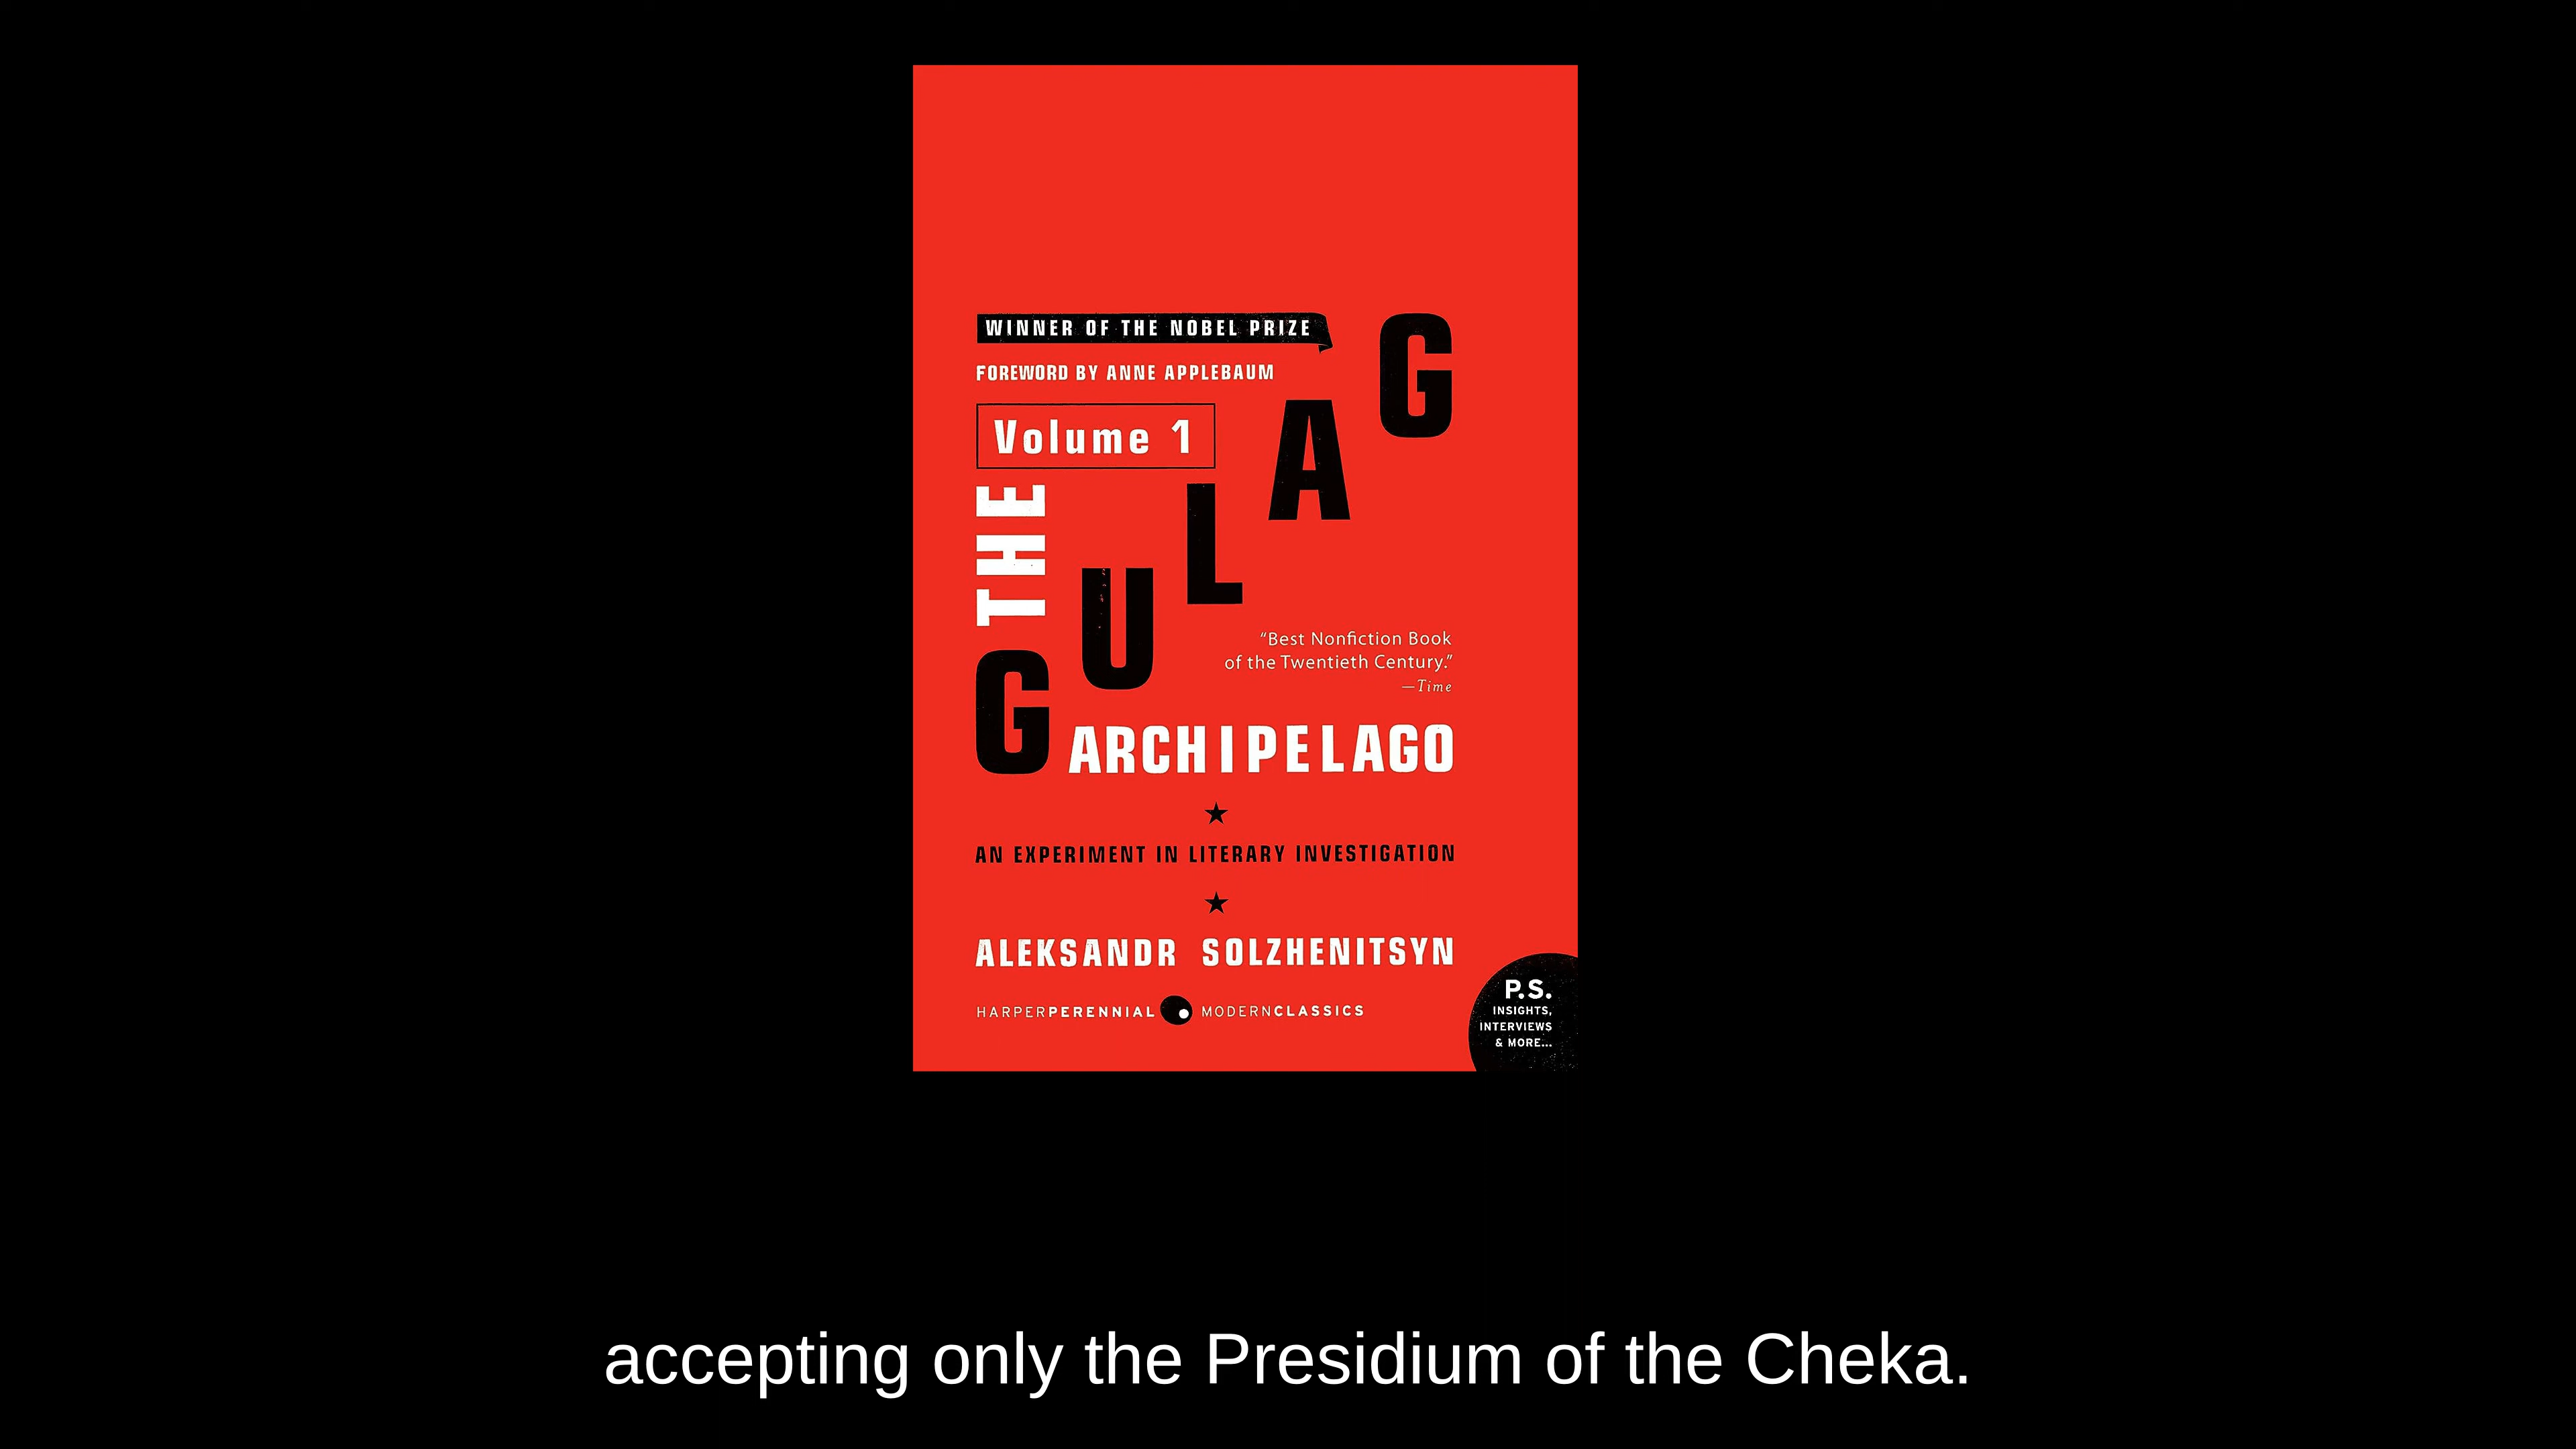 WINNER OF THE NOBEL PRIZE
FOREWORD BY ANNE APPLEBAUM
Volume 1
THE
GULAG
“Best Nonfiction Book
of the Twentieth Century.”
—Time
ARCHIPELAGO
AN EXPERIMENT IN LITERARY INVESTIGATION
ALEKSANDR SOLZHENITSYN
HARPERPERENNIAL MODERNCLASSICS
P.S.
INSIGHTS,
INTERVIEWS
& MORE...
accepting only the Presidium of the Cheka.